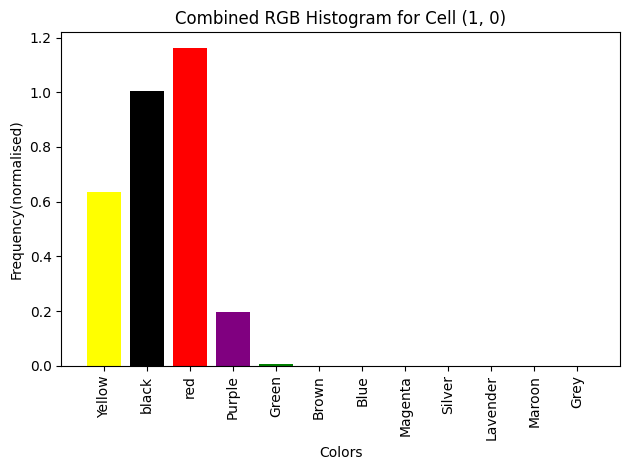 Combined RGB Histogram for Cell (1, 0)
Frequency(normalised)
1.2
1.0
0.8
0.6
0.4
0.2
0.0
Yellow
black
red
Purple
Green
Brown
Blue
Magenta
Silver
Lavender
Maroon
Grey
Colors